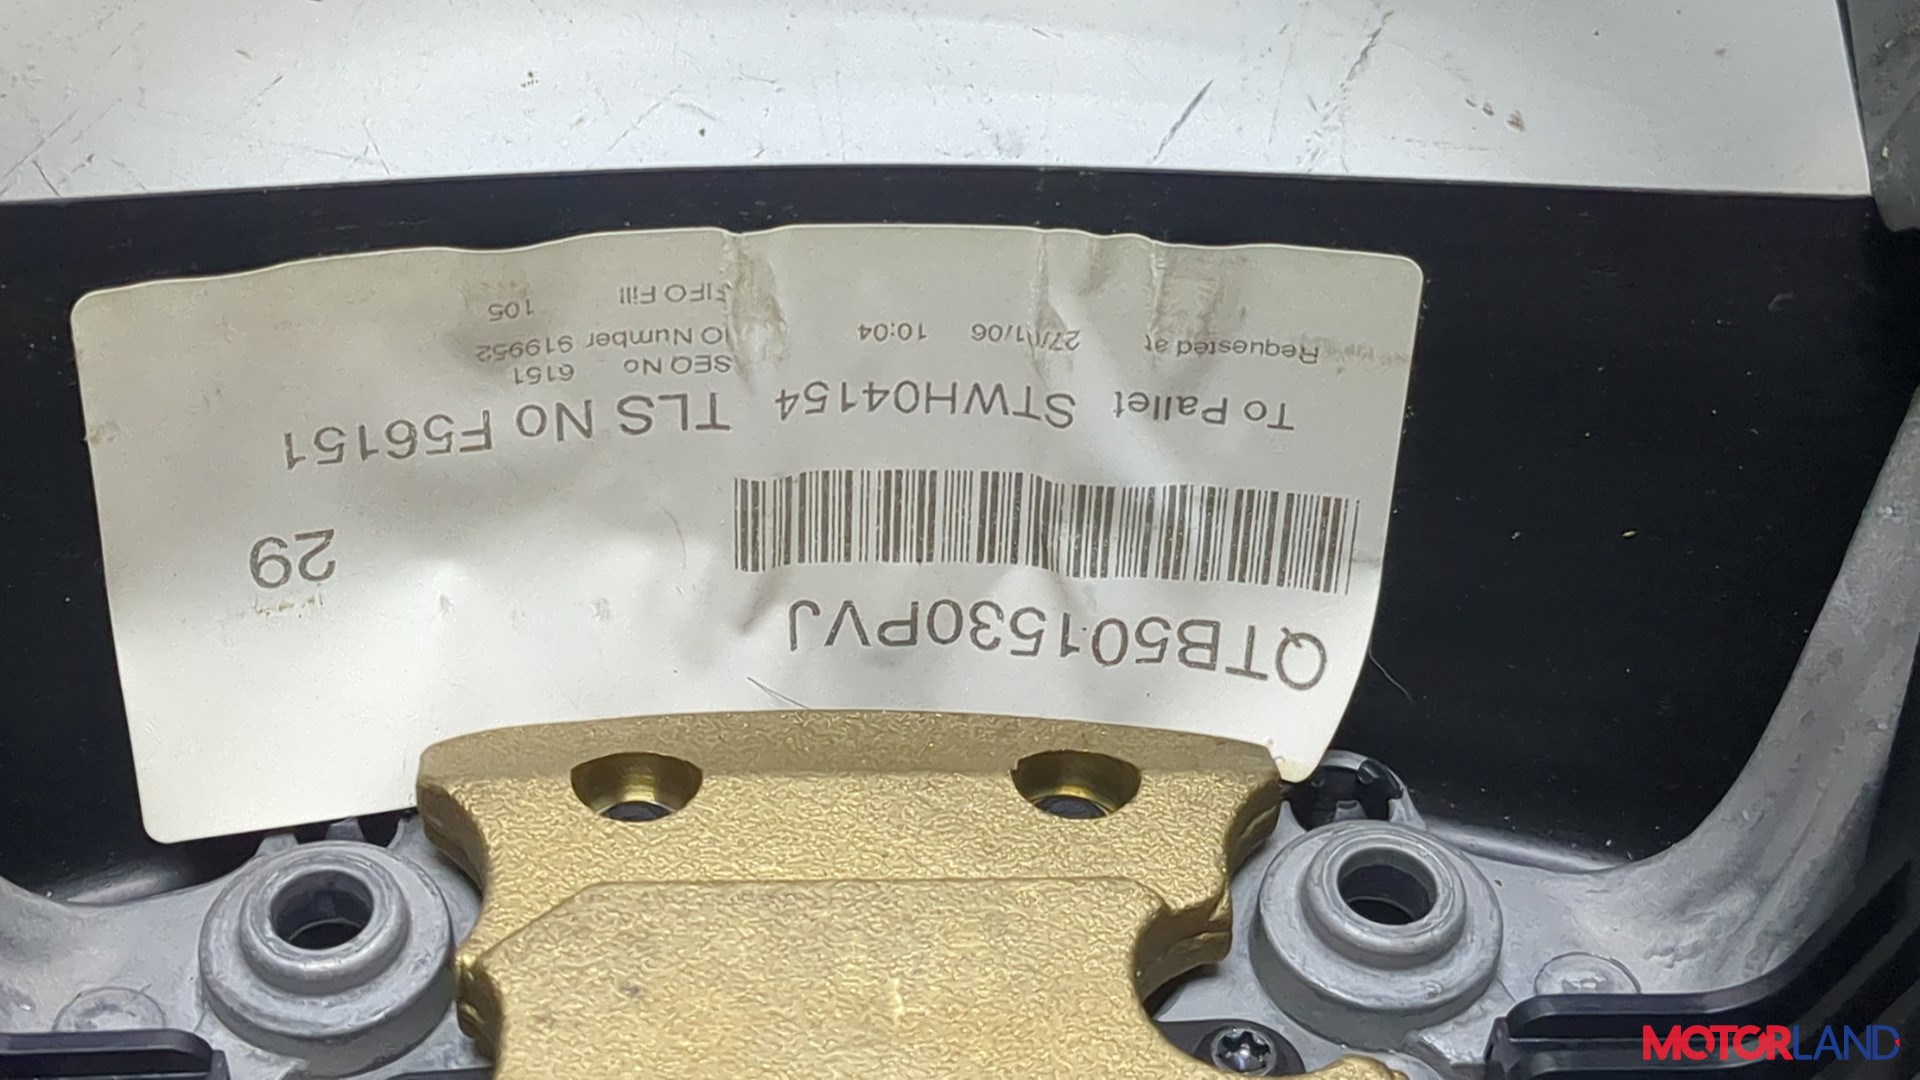 QTB501530PVJ
29
To Pallet STWH04154 TLS No F56151
SEQ No 6151
Requested at 27/01/06 10:04
IO Number 919952
FIFO Fill 105
MOTORLAND